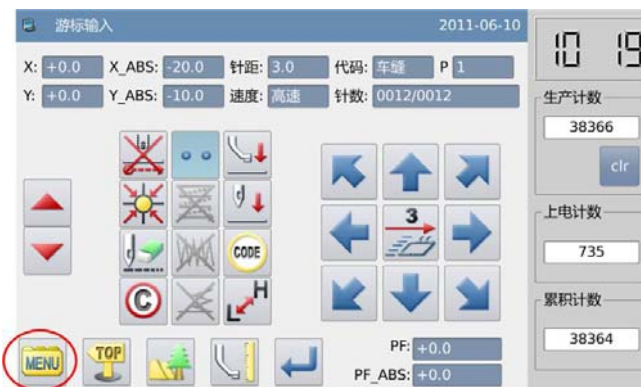 游标输入 2011-06-10
10 19
X: +0.0 X_ABS: -20.0 针距: 3.0 代码: 车缝 P 1
Y: +0.0 Y_ABS: -10.0 速度: 高速 针数: 0012/0012
生产计数
38366
clr
上电计数
735
累积计数
38364
3
CODE
C
L H
MENU TOP
PF: +0.0
PF_ABS: +0.0